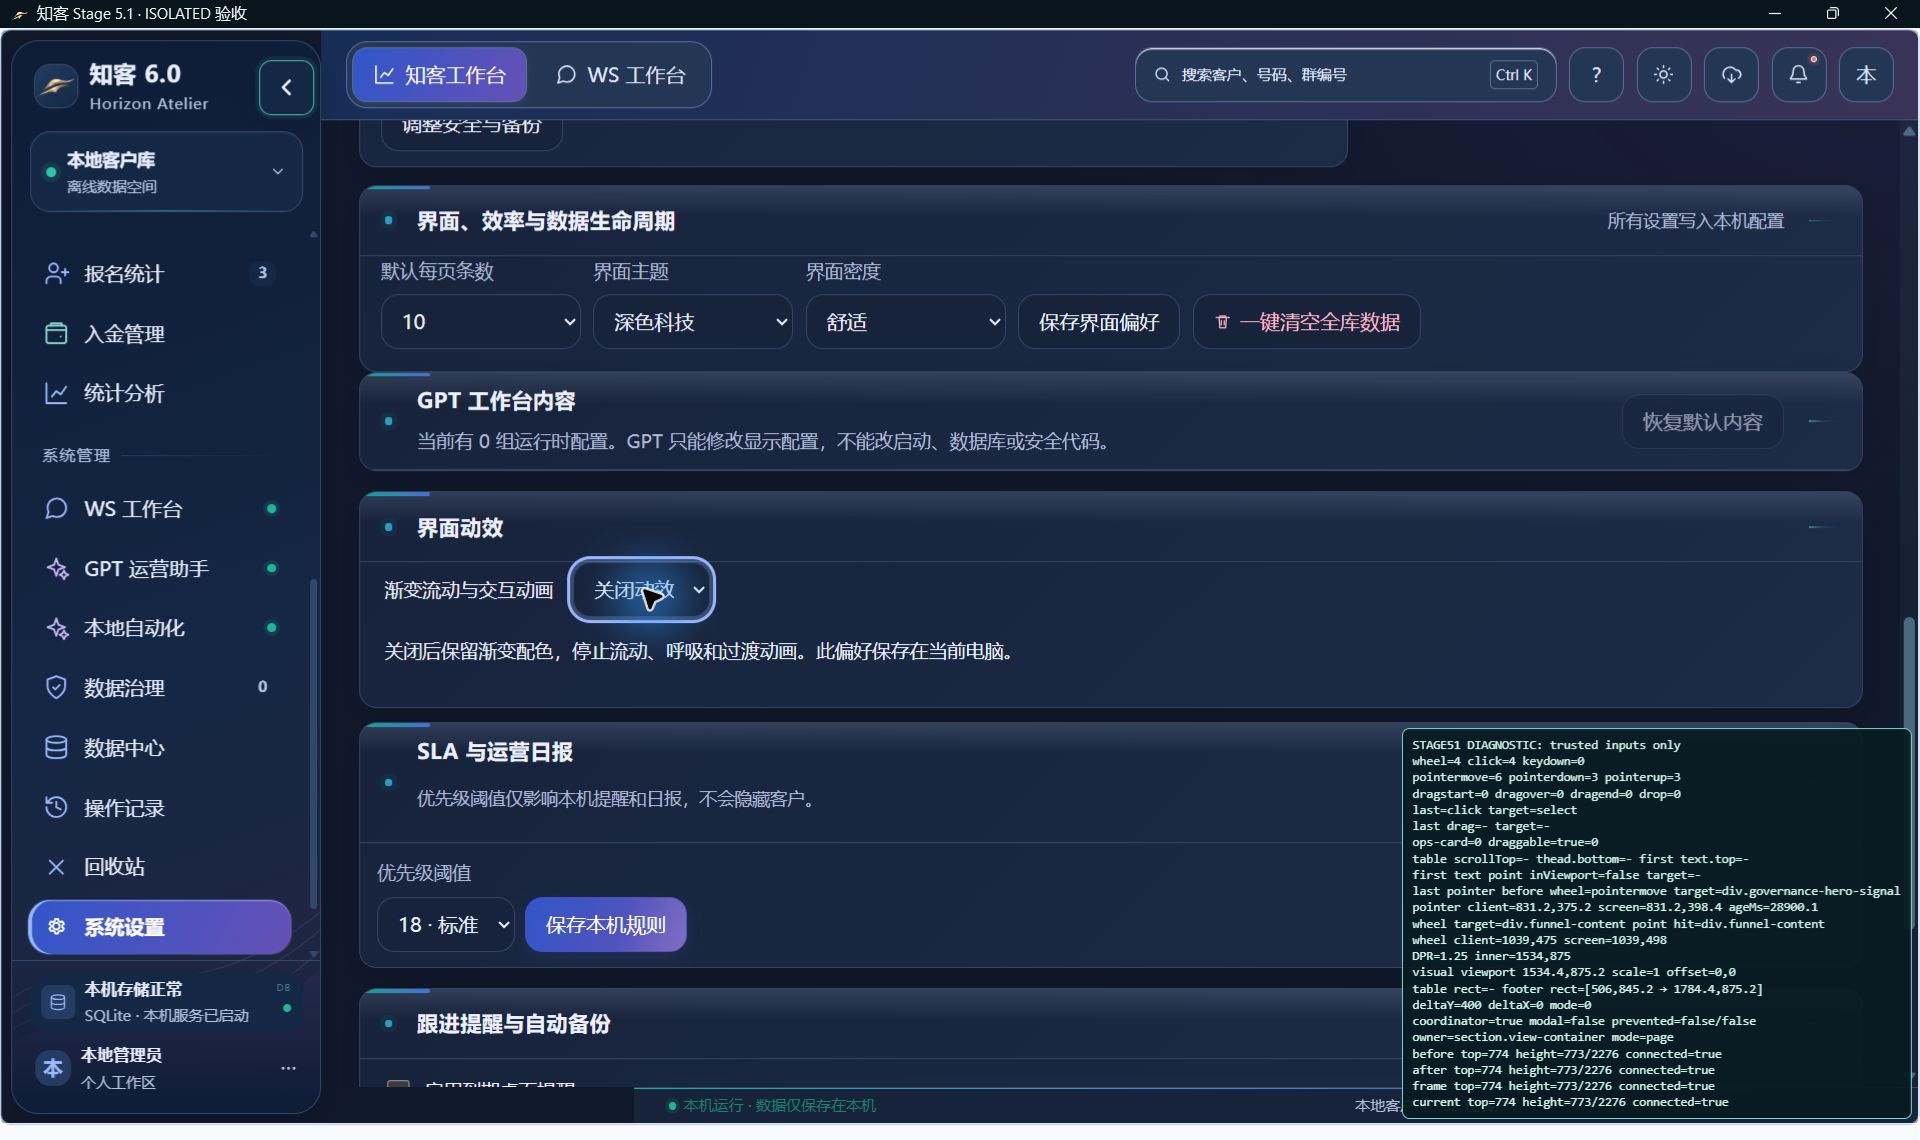 知客 Stage 5.1 · ISOLATED 验收
知客 6.0
Horizon Atelier
知客工作台
WS 工作台
搜索客户、号码、群编号
Ctrl K
?
本
本地客户库
离线数据空间
报名统计
3
入金管理
统计分析
系统管理
WS 工作台
GPT 运营助手
本地自动化
数据治理
0
数据中心
操作记录
回收站
系统设置
本机存储正常
DB
SQLite · 本机服务已启动
本
本地管理员
个人工作区
···
调整安全与备份
界面、效率与数据生命周期
所有设置写入本机配置
默认每页条数
界面主题
界面密度
10
深色科技
舒适
保存界面偏好
一键清空全库数据
GPT 工作台内容
当前有 0 组运行时配置。GPT 只能修改显示配置，不能改启动、数据库或安全代码。
恢复默认内容
界面动效
渐变流动与交互动画
关闭动效
关闭后保留渐变配色，停止流动、呼吸和过渡动画。此偏好保存在当前电脑。
SLA 与运营日报
优先级阈值仅影响本机提醒和日报，不会隐藏客户。
优先级阈值
18 · 标准
保存本机规则
跟进提醒与自动备份
本机运行 · 数据仅保存在本机
本地客
STAGE51 DIAGNOSTIC: trusted inputs only
wheel=4 click=4 keydown=0
pointermove=6 pointerdown=3 pointerup=3
dragstart=0 dragover=0 dragend=0 drop=0
last=click target=select
last drag=- target=-
ops-card=0 draggable=true=0
table scrollTop=- thead.bottom=- first text.top=-
first text point inViewport=false target=-
last pointer before wheel=pointermove target=div.governance-hero-signal
pointer client=831.2,375.2 screen=831.2,398.4 ageMs=28900.1
wheel target=div.funnel-content point hit=div.funnel-content
wheel client=1039,475 screen=1039,498
DPR=1.25 inner=1534,875
visual viewport 1534.4,875.2 scale=1 offset=0,0
table rect=- footer rect=[506,845.2 → 1784.4,875.2]
deltaY=400 deltaX=0 mode=0
coordinator=true modal=false prevented=false/false
owner=section.view-container mode=page
before top=774 height=773/2276 connected=true
after top=774 height=773/2276 connected=true
frame top=774 height=773/2276 connected=true
current top=774 height=773/2276 connected=true